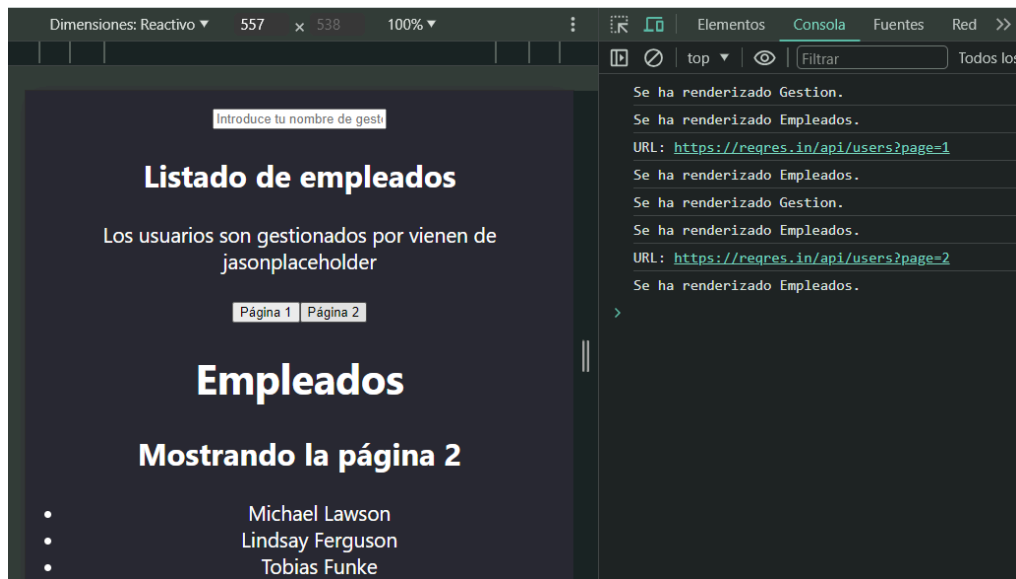 Dimensiones: Reactivo ▼ 557 × 538 100% ▼
Elementos Consola Fuentes Red
top ▼ Filtrar Todos los
Introduce tu nombre de gest
Listado de empleados
Los usuarios son gestionados por vienen de
jasonplaceholder
Página 1 Página 2
Empleados
Mostrando la página 2
• Michael Lawson
• Lindsay Ferguson
• Tobias Funke
Se ha renderizado Gestion.
Se ha renderizado Empleados.
URL: https://reqres.in/api/users?page=1
Se ha renderizado Empleados.
Se ha renderizado Gestion.
Se ha renderizado Empleados.
URL: https://reqres.in/api/users?page=2
Se ha renderizado Empleados.